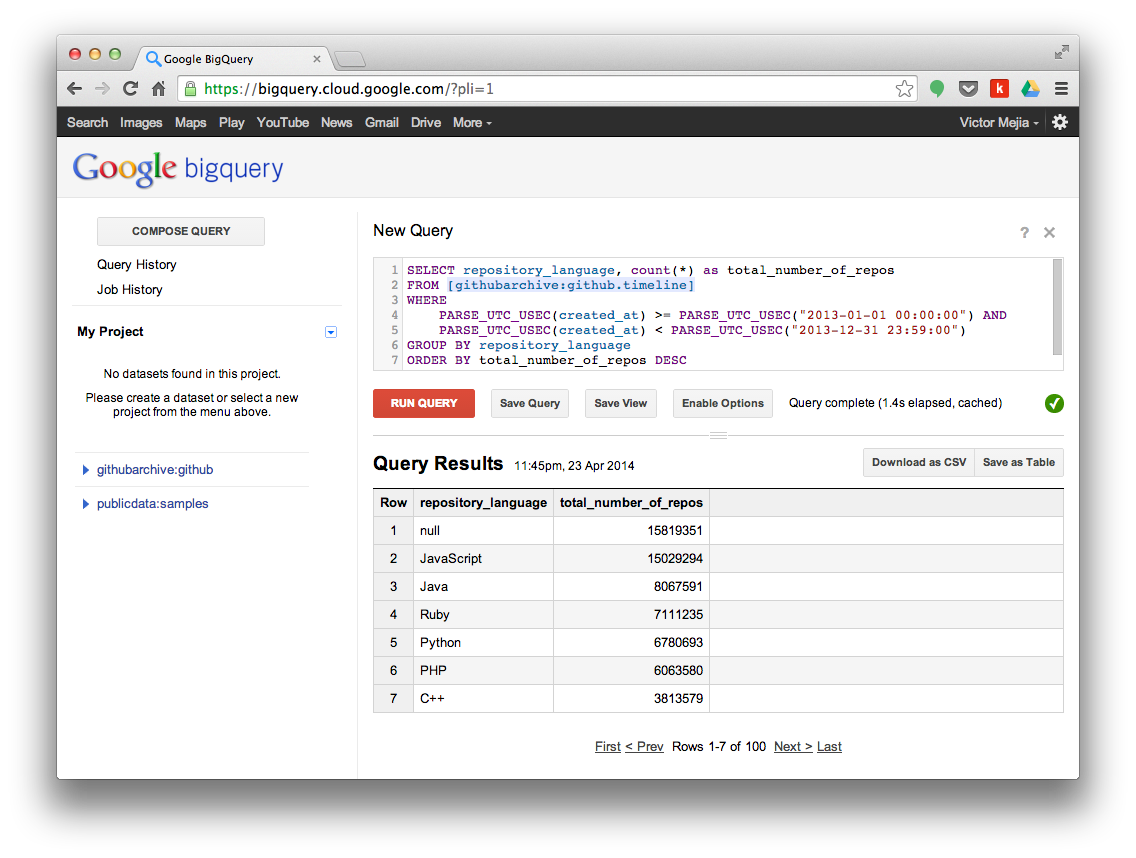 Google BigQuery
https://bigquery.cloud.google.com/?pli=1
k
Search Images Maps Play YouTube News Gmail Drive More Victor Mejia
Google bigquery
COMPOSE QUERY
Query History
Job History
My Project
No datasets found in this project.
Please create a dataset or select a new
project from the menu above.
githubarchive:github
publicdata:samples
New Query ?
1 SELECT repository_language, count(*) as total_number_of_repos
2 FROM [githubarchive:github.timeline]
3 WHERE
4 PARSE_UTC_USEC(created_at) >= PARSE_UTC_USEC("2013-01-01 00:00:00") AND
5 PARSE_UTC_USEC(created_at) < PARSE_UTC_USEC("2013-12-31 23:59:00")
6 GROUP BY repository_language
7 ORDER BY total_number_of_repos DESC
RUN QUERY Save Query Save View Enable Options Query complete (1.4s elapsed, cached)
Query Results 11:45pm, 23 Apr 2014 Download as CSV Save as Table
Row repository_language total_number_of_repos
1 null 15819351
2 JavaScript 15029294
3 Java 8067591
4 Ruby 7111235
5 Python 6780693
6 PHP 6063580
7 C++ 3813579
First < Prev Rows 1-7 of 100 Next > Last